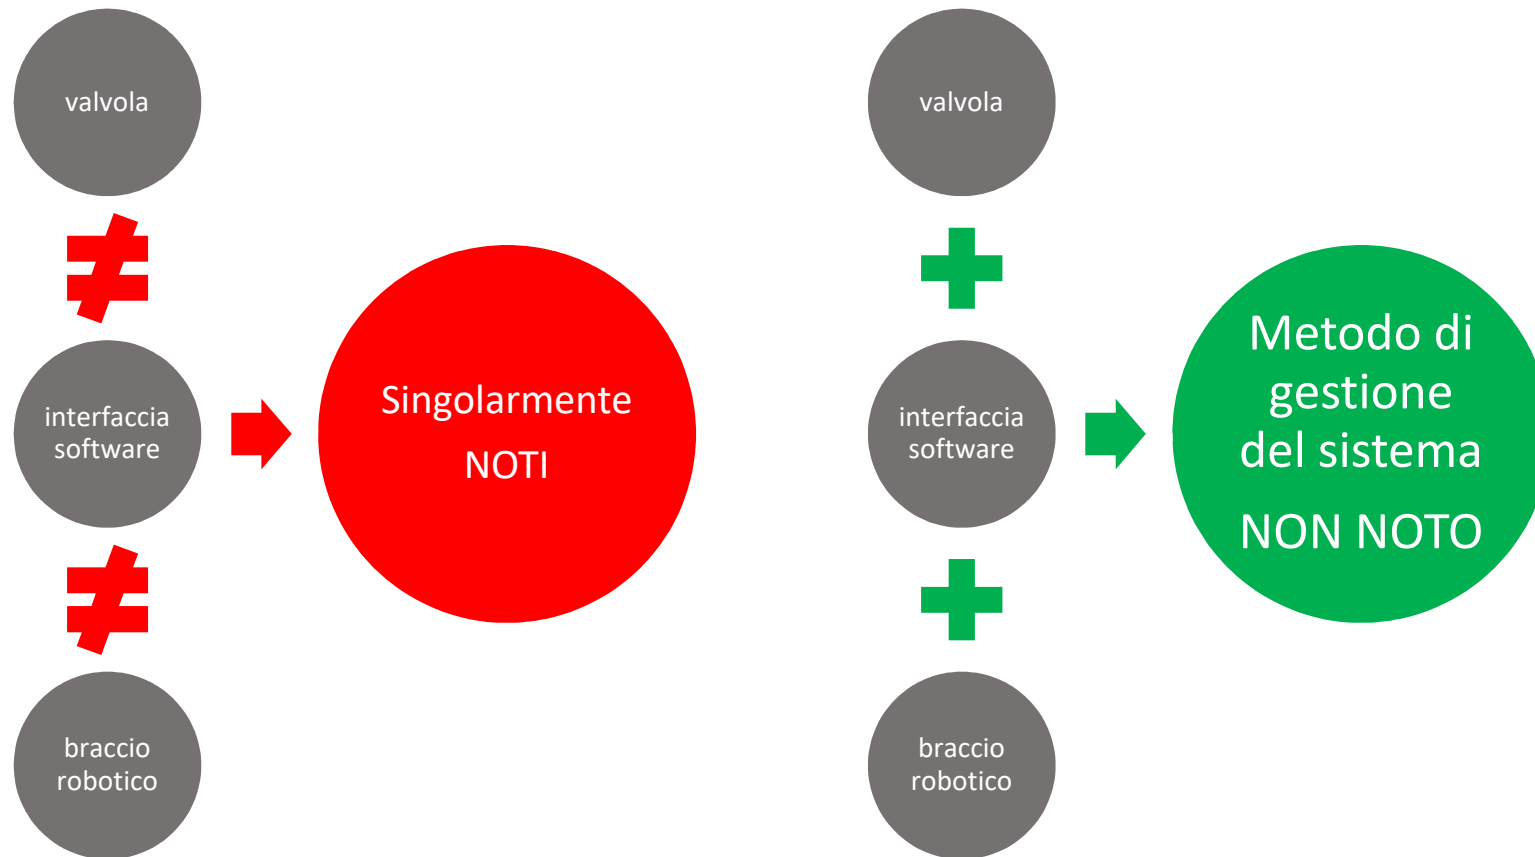 valvola
interfaccia
software
braccio
robotico
Singolarmente
NOTI
valvola
interfaccia
software
braccio
robotico
Metodo di
gestione
del sistema
NON NOTO